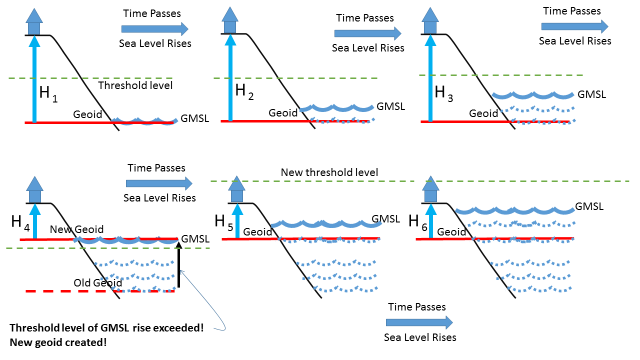 Time Passes
Sea Level Rises
Time Passes
Sea Level Rises
Time Passes
Sea Level Rises
H1
Threshold level
Geoid
GMSL
H2
Geoid
GMSL
H3
Geoid
GMSL
Time Passes
Sea Level Rises
New threshold level
H4
New Geoid
GMSL
Old Geoid
H5
Geoid
GMSL
H6
Geoid
GMSL
Threshold level of GMSL rise exceeded!
New geoid created!
Time Passes
Sea Level Rises